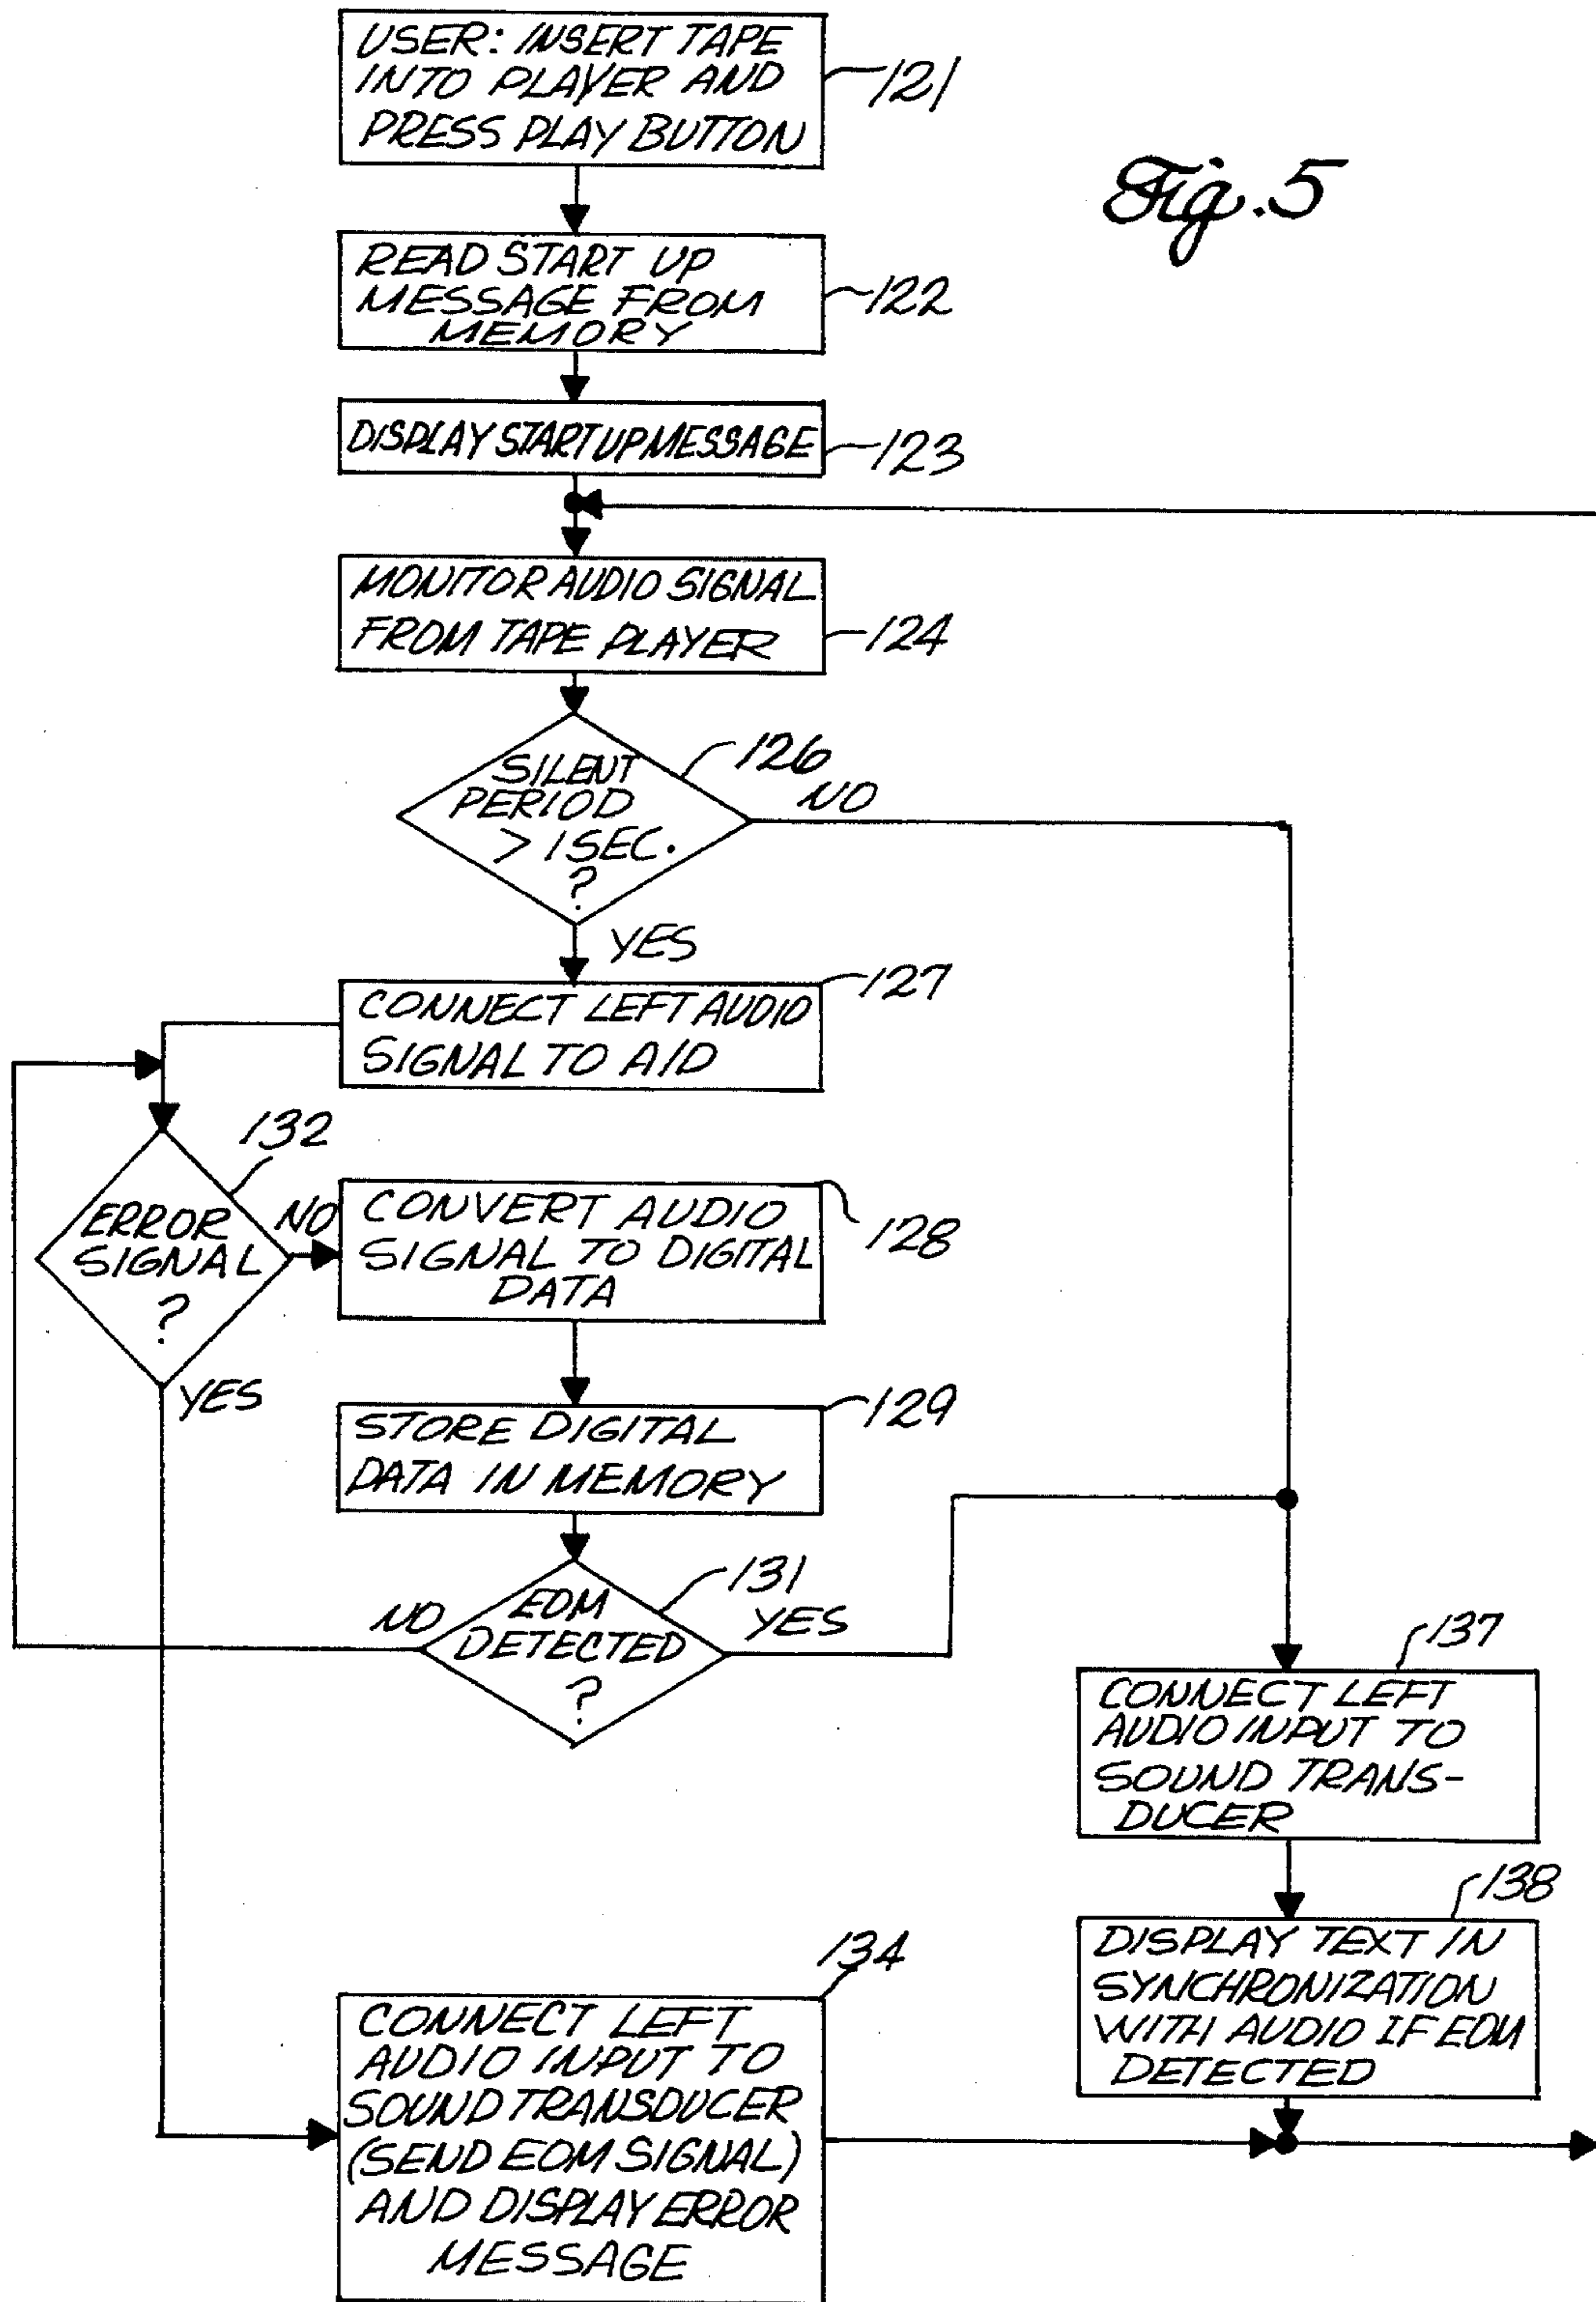 USER: INSERT TAPE
INTO PLAYER AND
PRESS PLAY BUTTON
121
Fig. 5
READ START UP
MESSAGE FROM
MEMORY
122
DISPLAY START UP MESSAGE
123
MONITOR AUDIO SIGNAL
FROM TAPE PLAYER
124
SILENT
PERIOD
> 1 SEC.
?
126
NO
YES
CONNECT LEFT AUDIO
SIGNAL TO A/D
127
ERROR
SIGNAL
?
132
NO
YES
CONVERT AUDIO
SIGNAL TO DIGITAL
DATA
128
STORE DIGITAL
DATA IN MEMORY
129
EOM
DETECTED
?
131
NO
YES
CONNECT LEFT
AUDIO INPUT TO
SOUND TRANS-
DUCER
137
DISPLAY TEXT IN
SYNCHRONIZATION
WITH AUDIO IF EOM
DETECTED
138
CONNECT LEFT
AUDIO INPUT TO
SOUND TRANSDUCER
(SEND EOM SIGNAL)
AND DISPLAY ERROR
MESSAGE
134